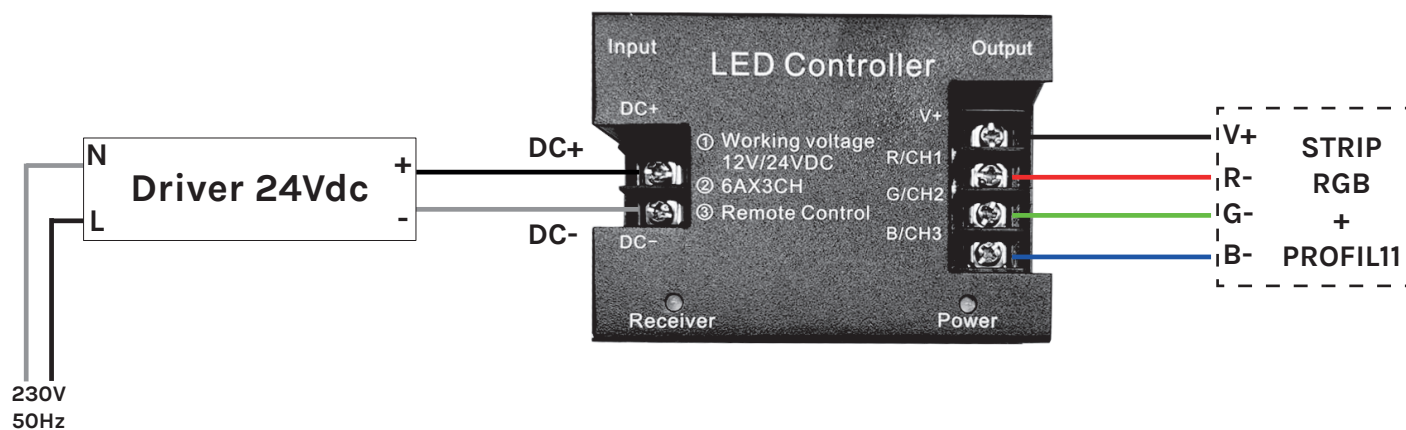 Input
Output
LED Controller
DC+
V+
① Working voltage
12V/24VDC
R/CH1
② 6AX3CH
G/CH2
③ Remote Control
B/CH3
DC−
Receiver
Power
N
L
Driver 24Vdc
+
-
DC+
DC-
230V
50Hz
V+
R-
G-
B-
STRIP
RGB
+
PROFIL11